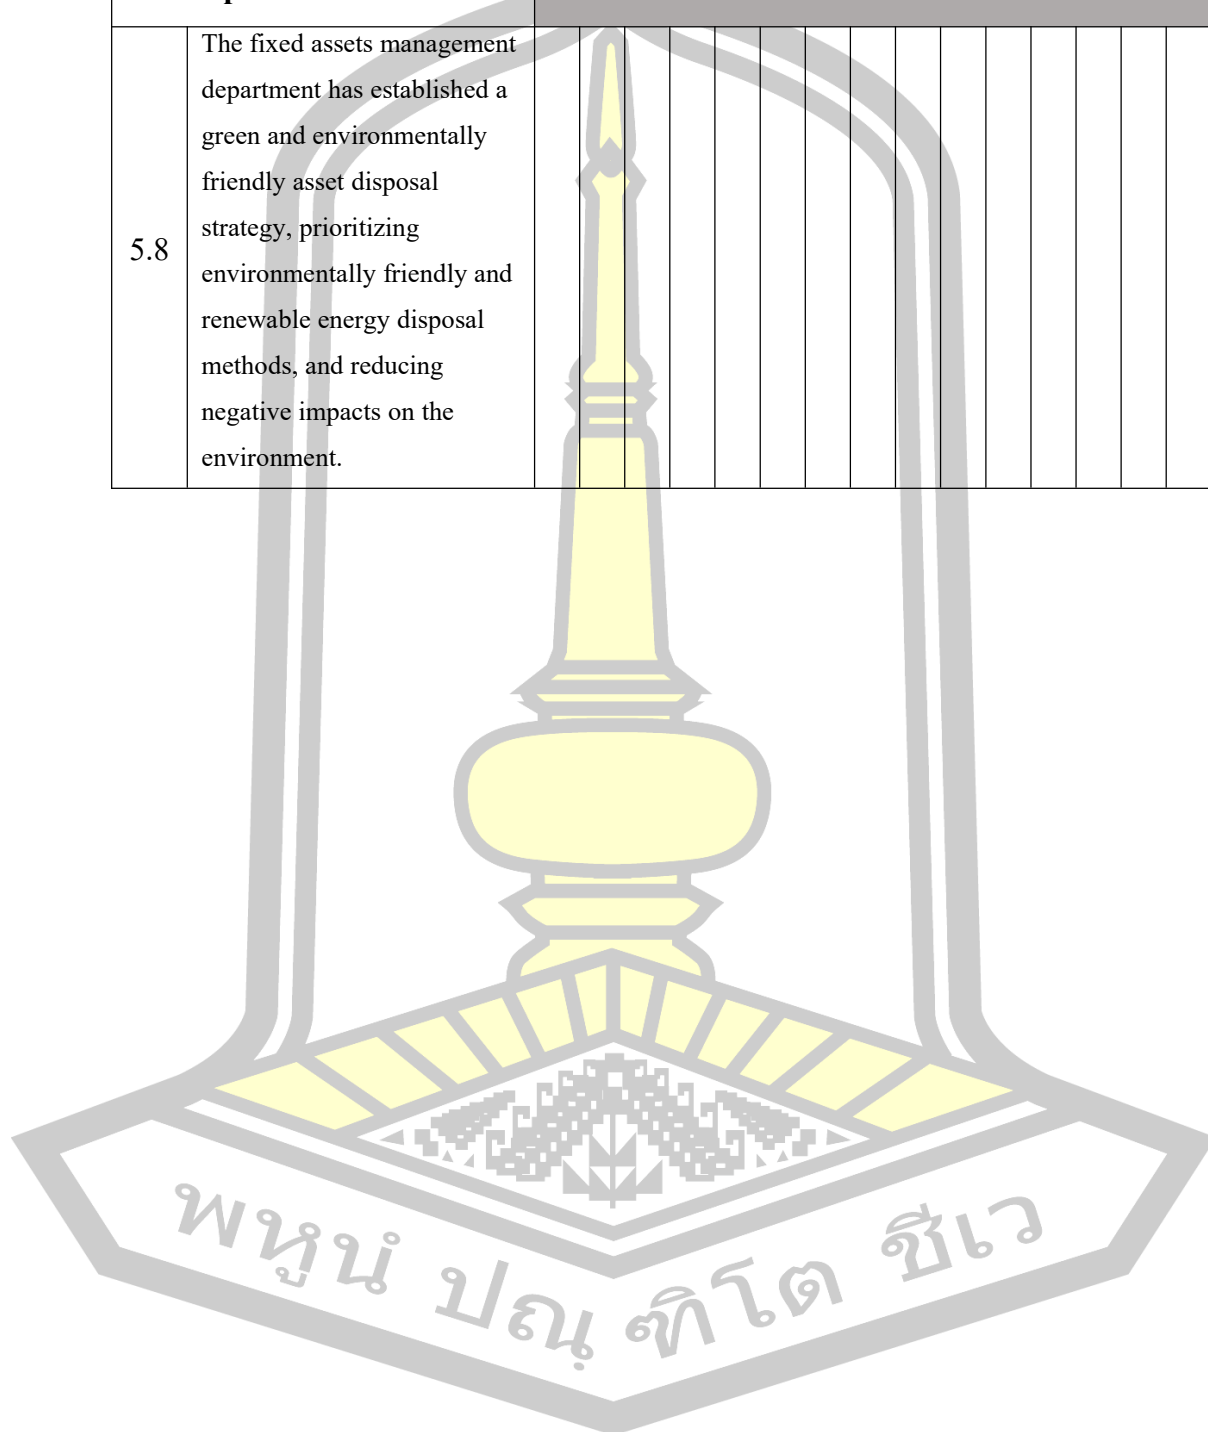 The fixed assets management
department has established a
green and environmentally
friendly asset disposal
strategy, prioritizing
5.8
environmentally friendly and
renewable energy disposal
methods, and reducing
negative impacts on the
environment.
พหูนํ ปณฺฑิโต ชีเว